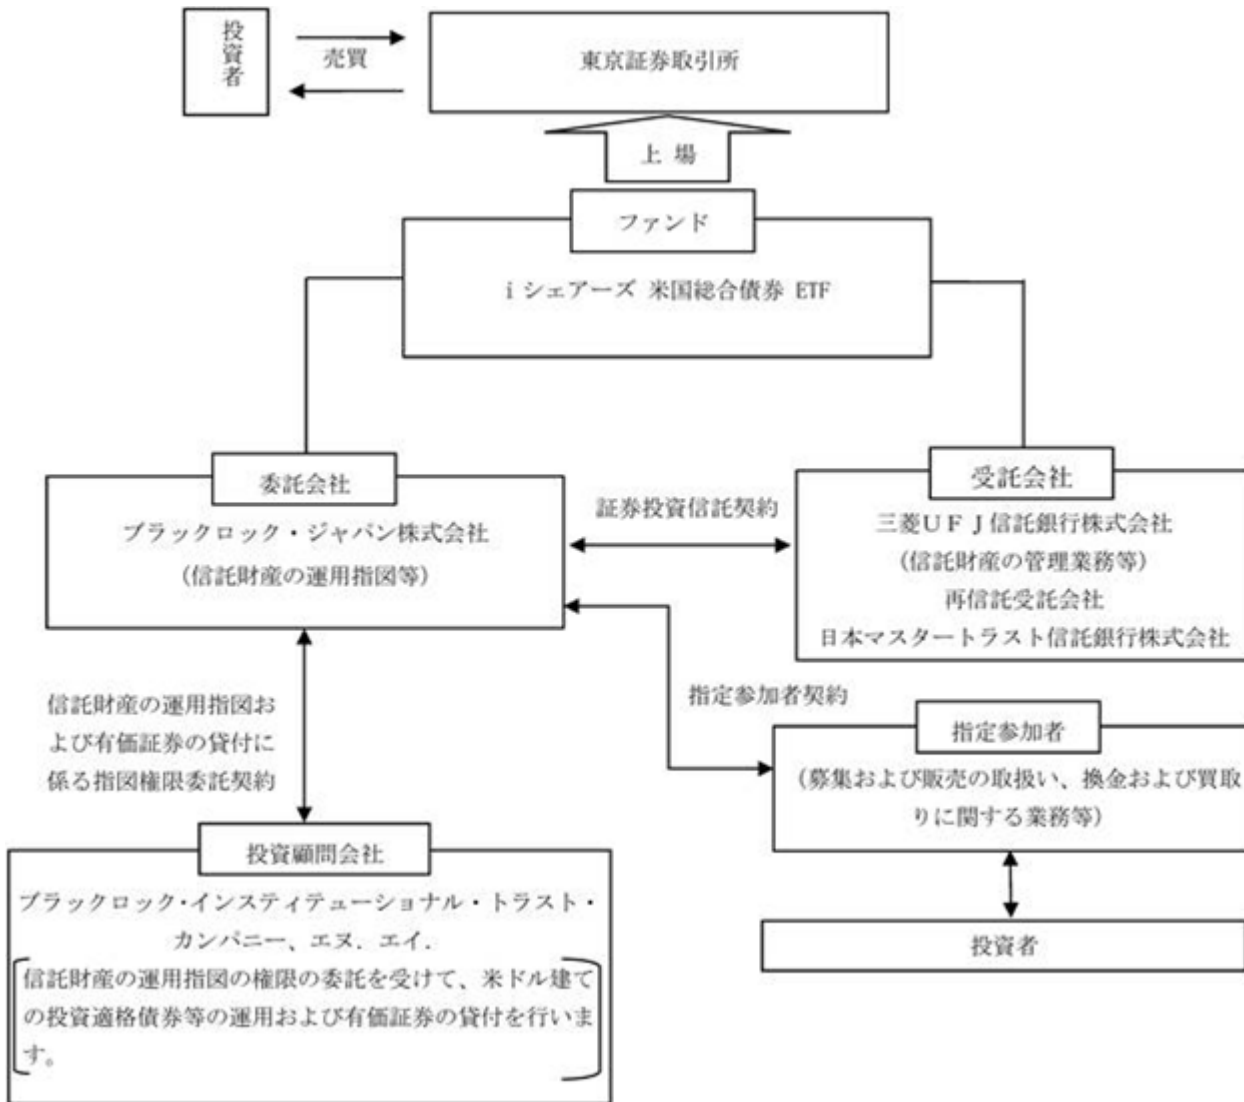 投資者
売買
東京証券取引所
上 場
ファンド
i シェアーズ 米国総合債券 ETF
委託会社
ブラックロック・ジャパン株式会社
(信託財産の運用指図等)
証券投資信託契約
受託会社
三菱UFJ信託銀行株式会社
(信託財産の管理業務等)
再信託受託会社
日本マスタートラスト信託銀行株式会社
信託財産の運用指図お
よび有価証券の貸付に
係る指図権限委託契約
指定参加者契約
指定参加者
(募集および販売の取扱い、換金および買取
りに関する業務等)
投資者
投資顧問会社
ブラックロック・インスティテューショナル・トラスト・
カンパニー、エヌ．エイ．
信託財産の運用指図の権限の委託を受けて、米ドル建て
の投資適格債券等の運用および有価証券の貸付を行いま
す。